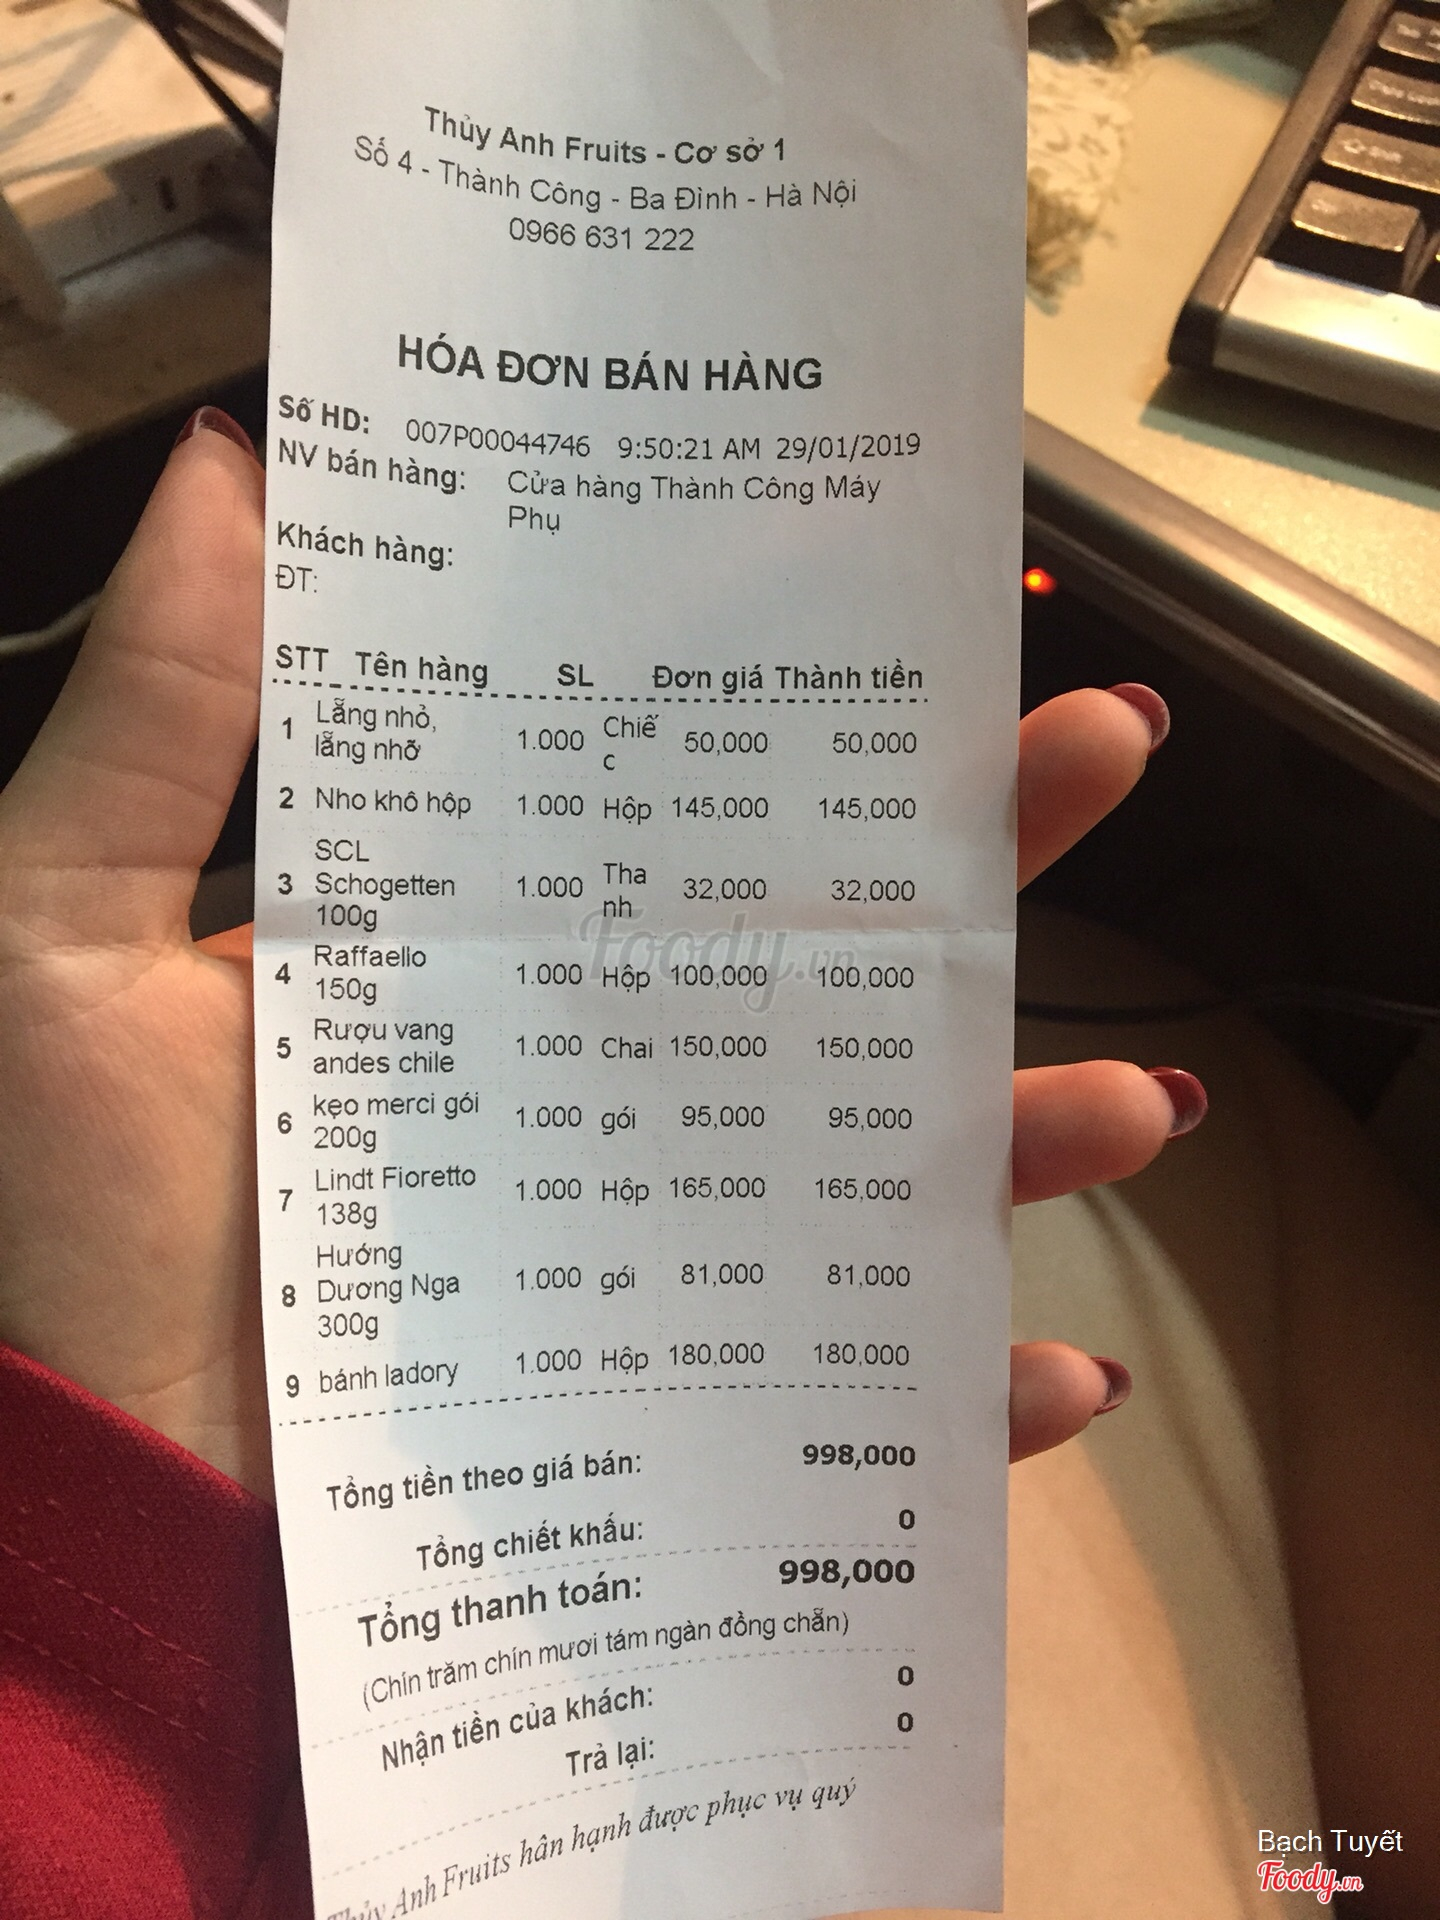 Thủy Anh Fruits - Cơ sở 1
Số 4 - Thành Công - Ba Đình - Hà Nội
0966 631 222
HÓA ĐƠN BÁN HÀNG
Số HD: 007P00044746 9:50:21 AM 29/01/2019
NV bán hàng: Cửa hàng Thành Công Máy
Phụ
Khách hàng:
ĐT:
STT Tên hàng SL Đơn giá Thành tiền
1 Lẵng nhỏ, lẵng nhỡ 1.000 Chiếc 50,000 50,000
2 Nho khô hộp 1.000 Hộp 145,000 145,000
3 SCL Schogetten 100g 1.000 Thanh 32,000 32,000
4 Raffaello 150g 1.000 Hộp 100,000 100,000
5 Rượu vang andes chile 1.000 Chai 150,000 150,000
6 kẹo merci gói 200g 1.000 gói 95,000 95,000
7 Lindt Fioretto 138g 1.000 Hộp 165,000 165,000
8 Hướng Dương Nga 300g 1.000 gói 81,000 81,000
9 bánh ladory 1.000 Hộp 180,000 180,000
Tổng tiền theo giá bán: 998,000
Tổng chiết khấu: 0
Tổng thanh toán: 998,000
(Chín trăm chín mươi tám ngàn đồng chẵn)
Nhận tiền của khách: 0
Trả lại: 0
Thủy Anh Fruits hân hạnh được phục vụ quý
Foody.vn
Bạch Tuyết
Foody.vn